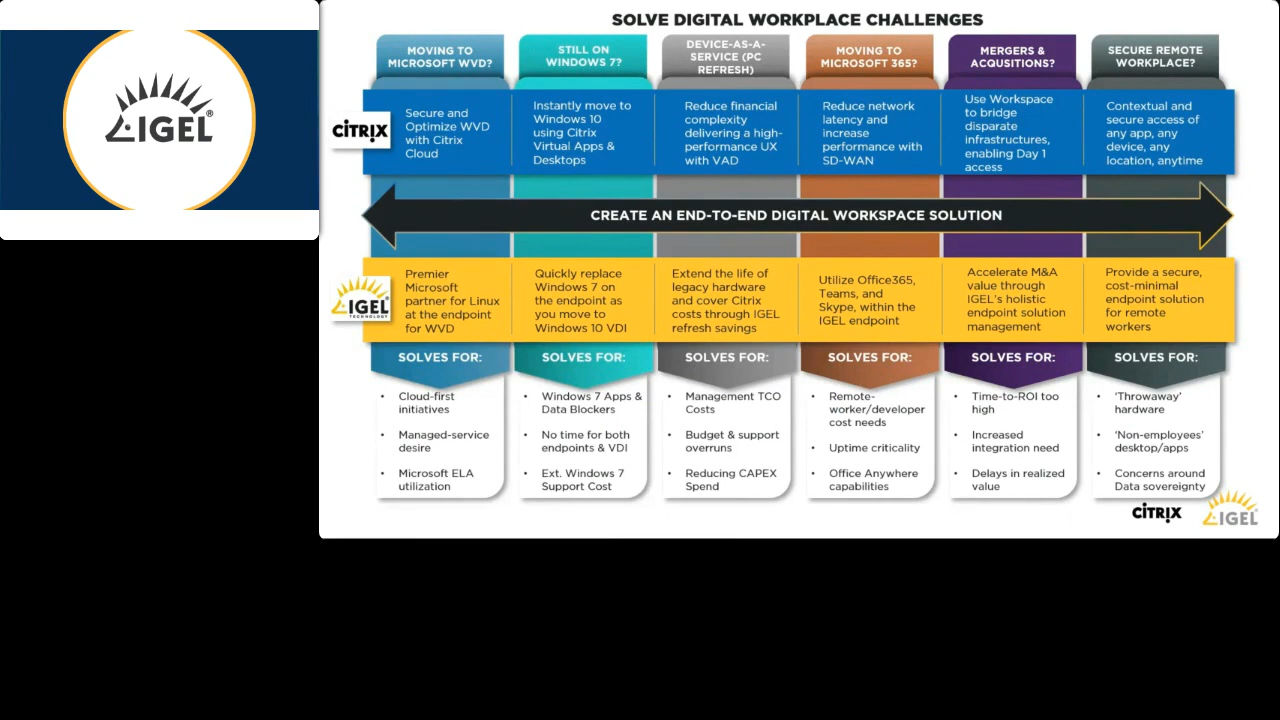 IGEL®
SOLVE DIGITAL WORKPLACE CHALLENGES
MOVING TO
MICROSOFT WVD?
STILL ON
WINDOWS 7?
DEVICE-AS-A-
SERVICE (PC
REFRESH)
MOVING TO
MICROSOFT 365?
MERGERS &
ACQUSITIONS?
SECURE REMOTE
WORKPLACE?
CİTRIX
Secure and
Optimize WVD
with Citrix
Cloud
Instantly move to
Windows 10
using Citrix
Virtual Apps &
Desktops
Reduce financial
complexity
delivering a high-
performance UX
with VAD
Reduce network
latency and
increase
performance with
SD-WAN
Use Workspace
to bridge
disparate
infrastructures,
enabling Day 1
access
Contextual and
secure access of
any app, any
device, any
location, anytime
CREATE AN END-TO-END DIGITAL WORKSPACE SOLUTION
IGEL
TECHNOLOGY
Premier
Microsoft
partner for Linux
at the endpoint
for WVD
Quickly replace
Windows 7 on
the endpoint as
you move to
Windows 10 VDI
Extend the life of
legacy hardware
and cover Citrix
costs through IGEL
refresh savings
Utilize Office365,
Teams, and
Skype, within the
IGEL endpoint
Accelerate M&A
value through
IGEL's holistic
endpoint solution
management
Provide a secure,
cost-minimal
endpoint solution
for remote
workers
SOLVES FOR:
SOLVES FOR:
SOLVES FOR:
SOLVES FOR:
SOLVES FOR:
SOLVES FOR:
• Cloud-first
initiatives
• Managed-service
desire
• Microsoft ELA
utilization
• Windows 7 Apps &
Data Blockers
• No time for both
endpoints & VDI
• Ext. Windows 7
Support Cost
• Management TCO
Costs
• Budget & support
overruns
• Reducing CAPEX
Spend
• Remote-
worker/developer
cost needs
• Uptime criticality
• Office Anywhere
capabilities
• Time-to-ROI too
high
• Increased
integration need
• Delays in realized
value
• ‘Throwaway’
hardware
• ‘Non-employees’
desktop/apps
• Concerns around
Data sovereignty
CİTRIX
IGEL